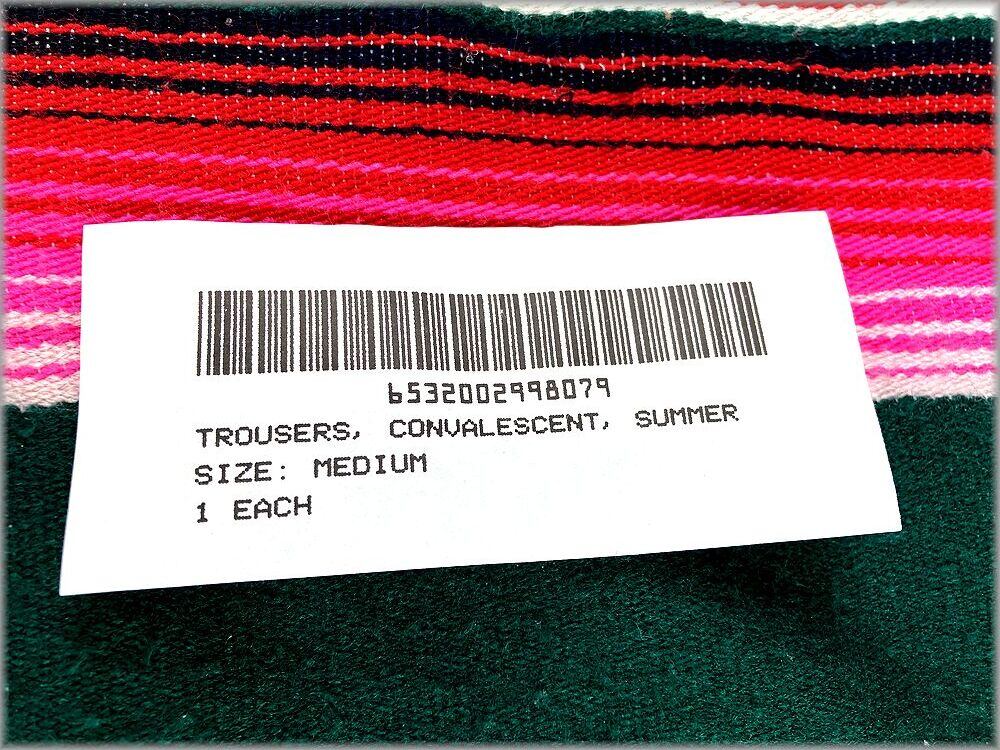 6532002998079
TROUSERS, CONVALESCENT, SUMMER
SIZE: MEDIUM
1 EACH